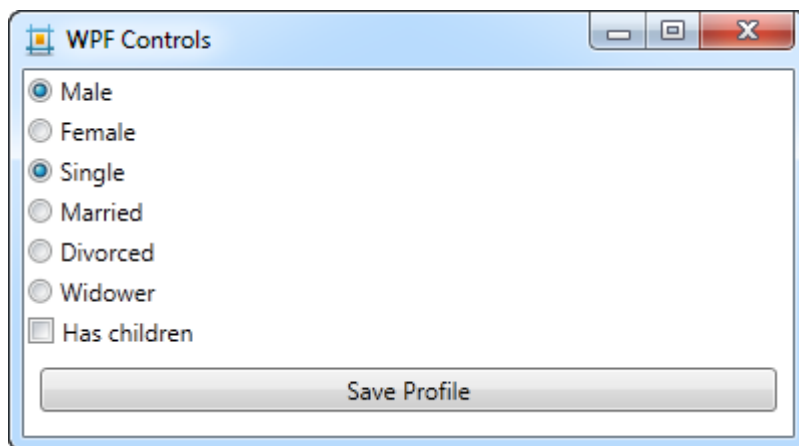 WPF Controls
Male
Female
Single
Married
Divorced
Widower
Has children
Save Profile